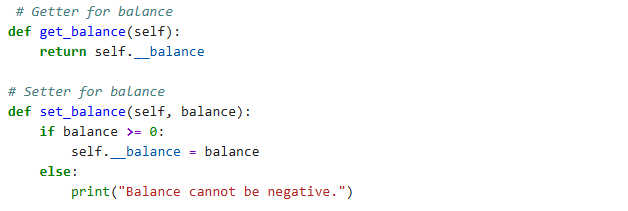 # Getter for balance
def get_balance(self):
    return self.__balance

# Setter for balance
def set_balance(self, balance):
    if balance >= 0:
        self.__balance = balance
    else:
        print("Balance cannot be negative.")